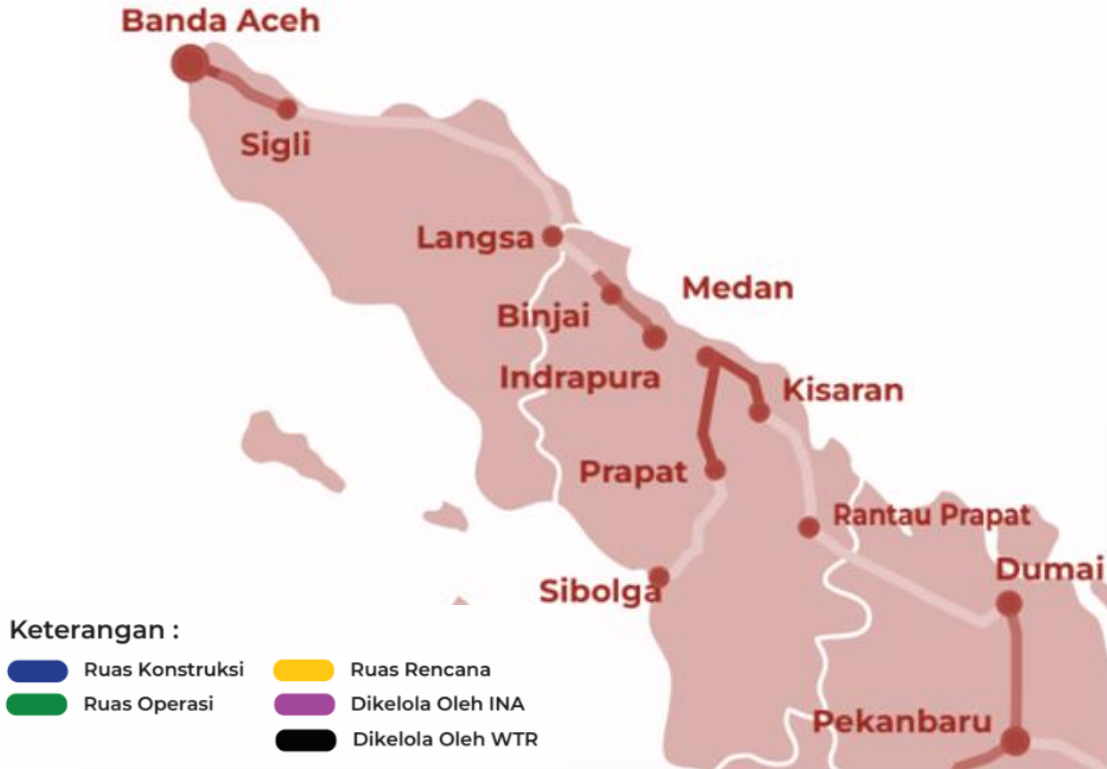 Banda Aceh
Sigli
Langsa
Medan
Binjai
Indrapura
Kisaran
Prapat
Rantau Prapat
Dumai
Sibolga
Keterangan :
Ruas Konstruksi
Ruas Rencana
Ruas Operasi
Dikelola Oleh INA
Dikelola Oleh WTR
Pekanbaru